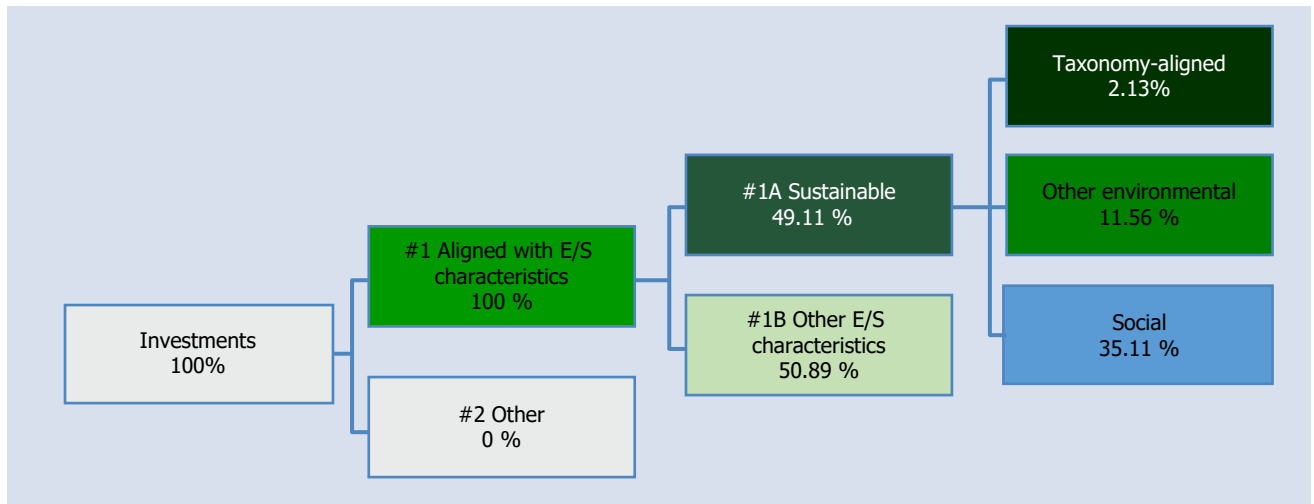 Investments
100%
#1 Aligned with E/S
characteristics
100 %
#2 Other
0 %
#1A Sustainable
49.11 %
#1B Other E/S
characteristics
50.89 %
Taxonomy-aligned
2.13%
Other environmental
11.56 %
Social
35.11 %